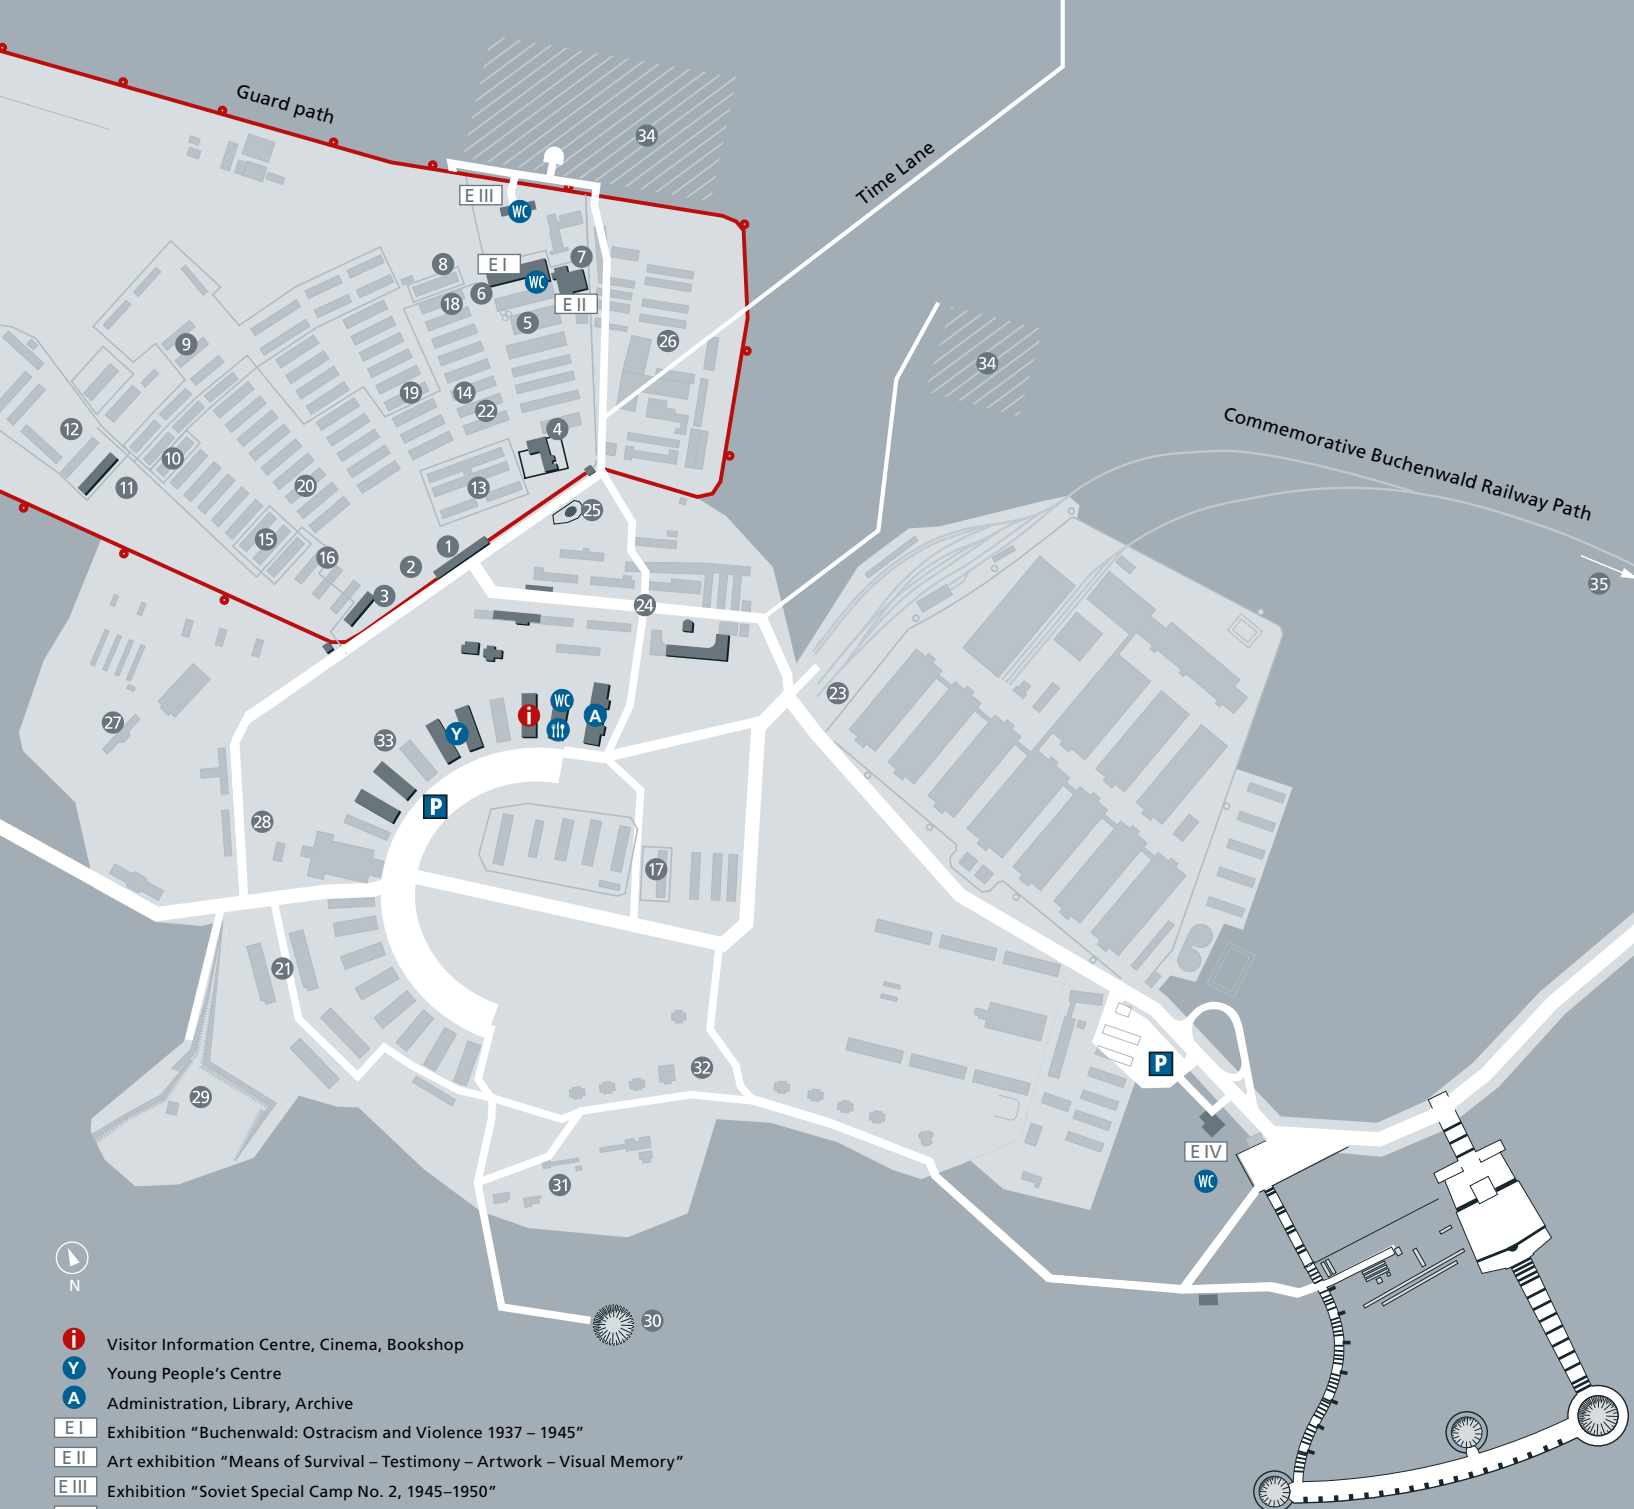 Guard path
34
Time Lane
E III
WC
E I
7
8
WC
6
18
E II
5
26
9
34
19
14
22
12
4
Commemorative Buchenwald Railway Path
10
11
20
13
25
15
1
16
2
35
3
24
23
WC
i
A
27
Y
33
P
28
17
21
32
P
29
E IV
31
WC
N
30
i Visitor Information Centre, Cinema, Bookshop
Y Young People’s Centre
A Administration, Library, Archive
E I Exhibition “Buchenwald: Ostracism and Violence 1937 – 1945”
E II Art exhibition “Means of Survival – Testimony – Artwork – Visual Memory”
E III Exhibition “Soviet Special Camp No. 2, 1945–1950”